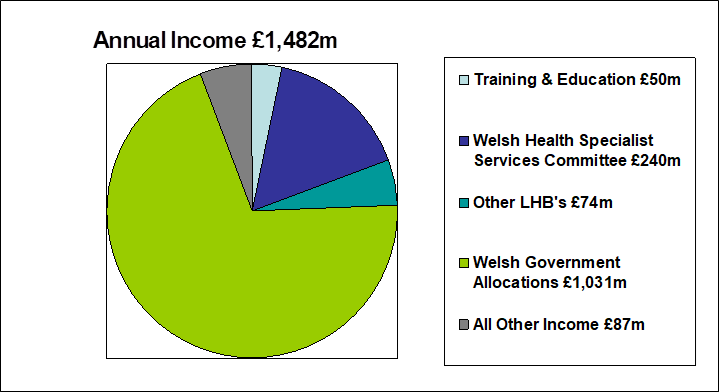 Annual Income £1,482m
Training & Education £50m
Welsh Health Specialist
Services Committee £240m
Other LHB's £74m
Welsh Government
Allocations £1,031m
All Other Income £87m